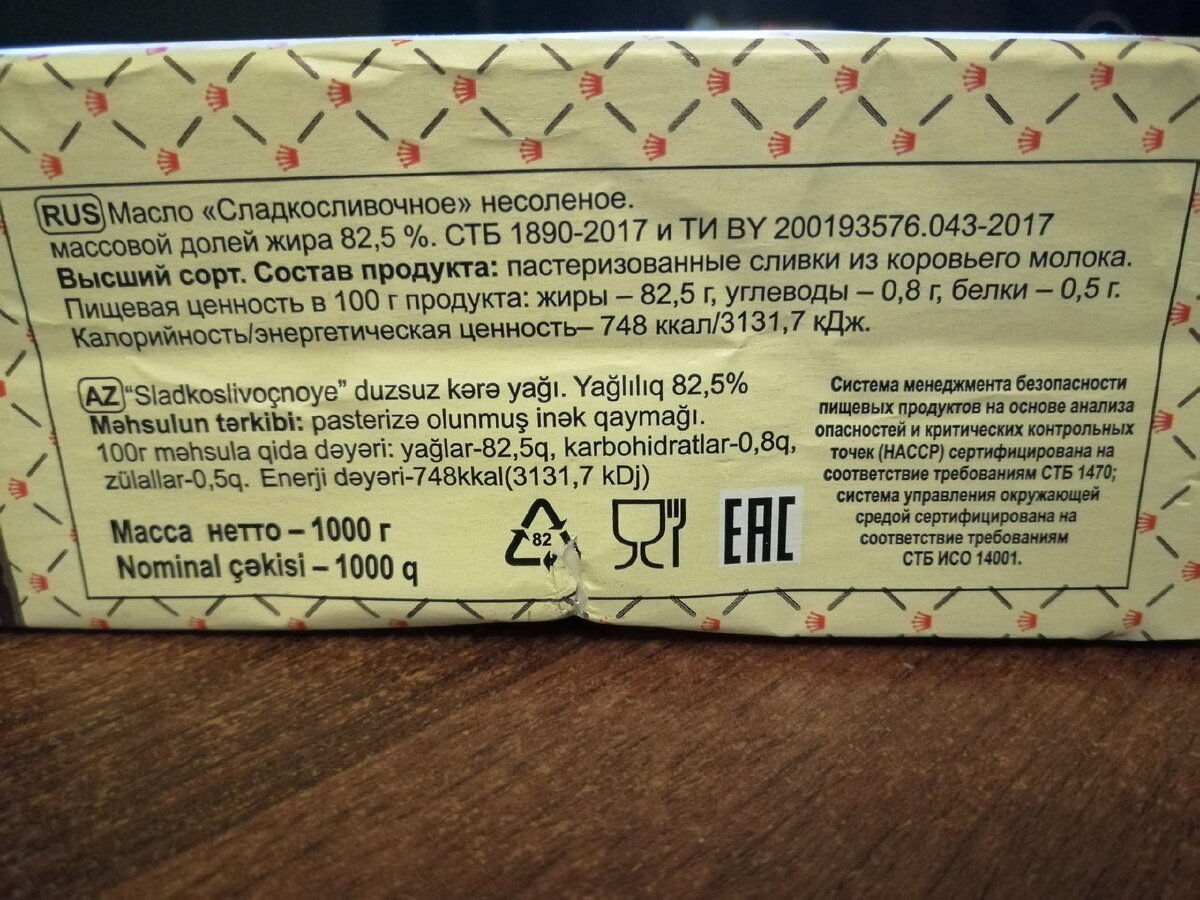 RUS Масло «Сладкосливочное» несоленое.
массовой долей жира 82,5 %. СТБ 1890-2017 и ТИ BY 200193576.043-2017
Высший сорт. Состав продукта: пастеризованные сливки из коровьего молока.
Пищевая ценность в 100 г продукта: жиры – 82,5 г, углеводы – 0,8 г, белки – 0,5 г.
Калорийность/энергетическая ценность– 748 ккал/3131,7 кДж.
AZ "Sladkoslivoçnoye" duzsuz kərə yağı. Yağlılıq 82,5%
Məhsulun tərkibi: pasterizə olunmuş inək qaymağı.
100г məhsula qida dəyəri: yağlar-82,5q, karbohidratlar-0,8q,
zülallar-0,5q. Enerji dəyəri-748kkal(3131,7 kDj)
Масса нетто – 1000 г
Nominal çəkisi – 1000 q
82
EAC
Система менеджмента безопасности
пищевых продуктов на основе анализа
опасностей и критических контрольных
точек (НАССР) сертифицирована на
соответствие требованиям СТБ 1470;
система управления окружающей
средой сертифицирована на
соответствие требованиям
СТБ ИСО 14001.